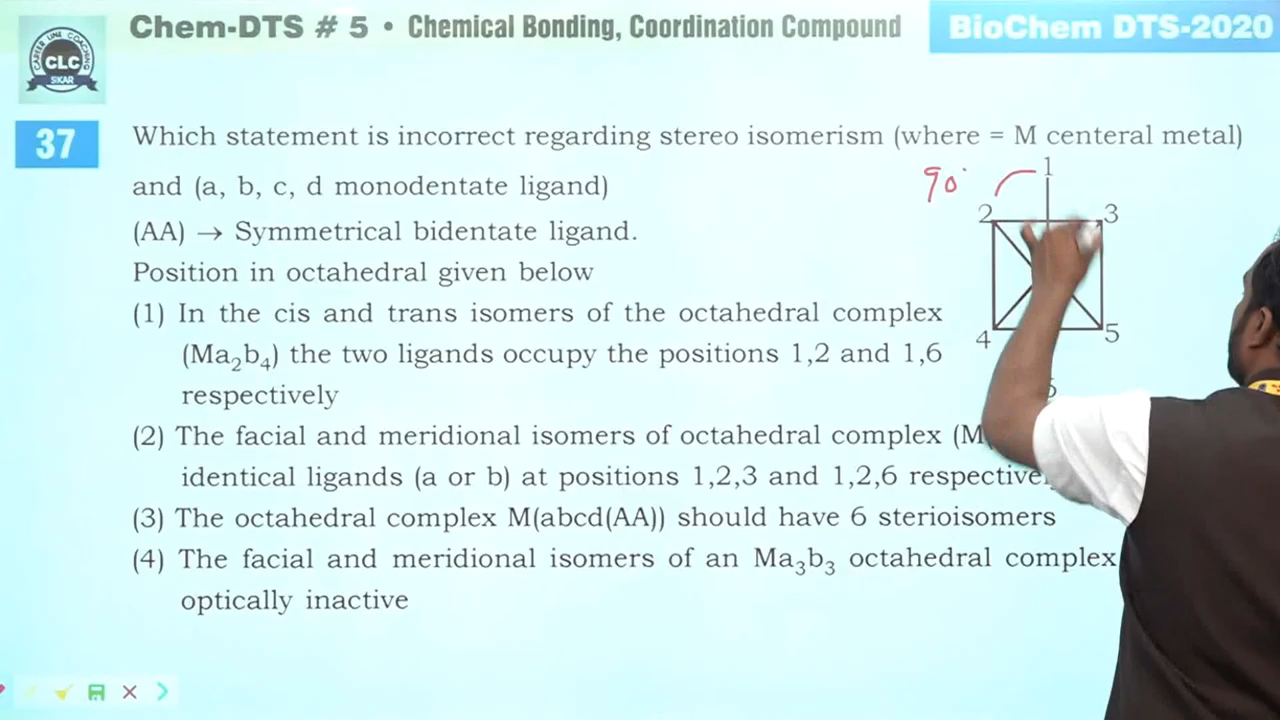 Chem-DTS # 5 • Chemical Bonding, Coordination Compound
BioChem DTS-2020
CAREER LINE COACHING
CLC
SIKAR
37
Which statement is incorrect regarding stereo isomerism (where = M centeral metal)
and (a, b, c, d monodentate ligand)
(AA) → Symmetrical bidentate ligand.
Position in octahedral given below
90°
1
2
3
4
5
(1) In the cis and trans isomers of the octahedral complex
(Ma₂b₄) the two ligands occupy the positions 1,2 and 1,6
respectively
(2) The facial and meridional isomers of octahedral complex
identical ligands (a or b) at positions 1,2,3 and 1,2,6
(3) The octahedral complex M(abcd(AA)) should have 6 sterioisomers
(4) The facial and meridional isomers of an Ma₃b₃ octahedral complex
optically inactive